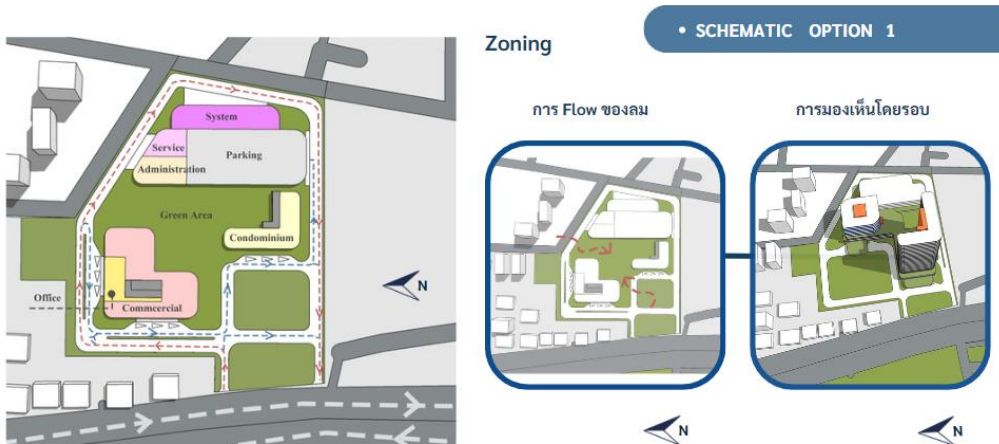 Zoning
• SCHEMATIC OPTION 1
System
Service
Parking
Administration
Green Area
Condominium
Office
Commcercial
N
การ Flow ของลม
การมองเห็นโดยรอบ
N
N